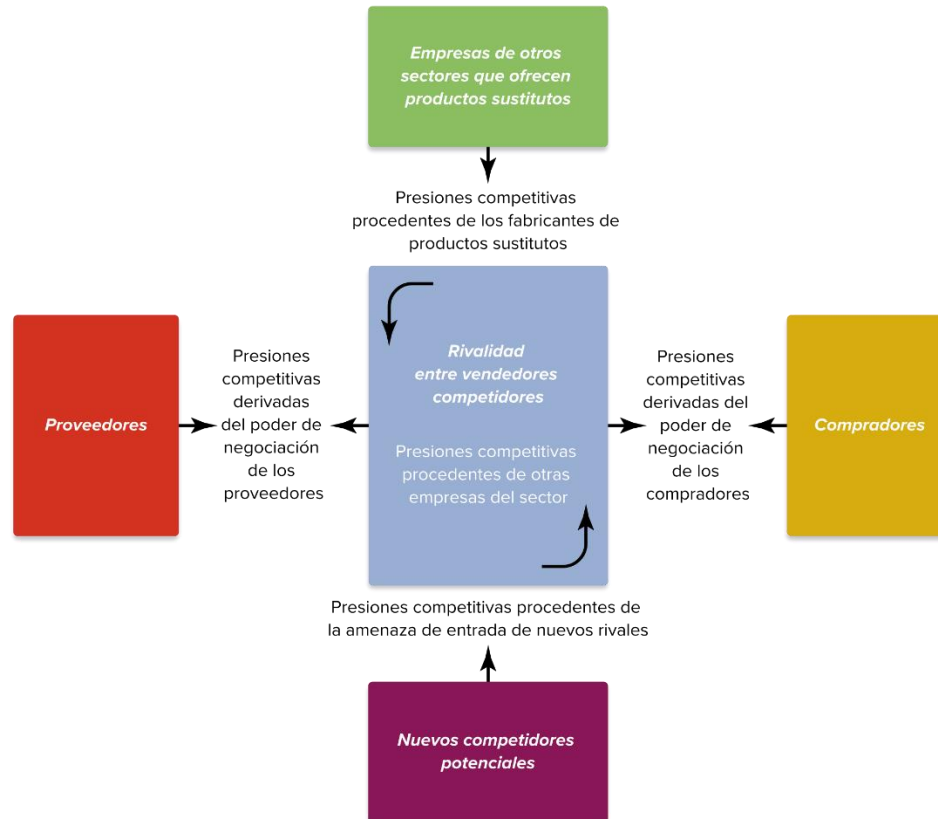 Empresas de otros
sectores que ofrecen
productos sustitutos
Presiones competitivas
procedentes de los fabricantes de
productos sustitutos
Proveedores
Presiones
competitivas
derivadas
del poder de
negociación
de los
proveedores
Rivalidad
entre vendedores
competidores
Presiones competitivas
procedentes de otras
empresas del sector
Presiones
competitivas
derivadas del
poder de
negociación
de los
compradores
Compradores
Presiones competitivas procedentes de
la amenaza de entrada de nuevos rivales
Nuevos competidores
potenciales